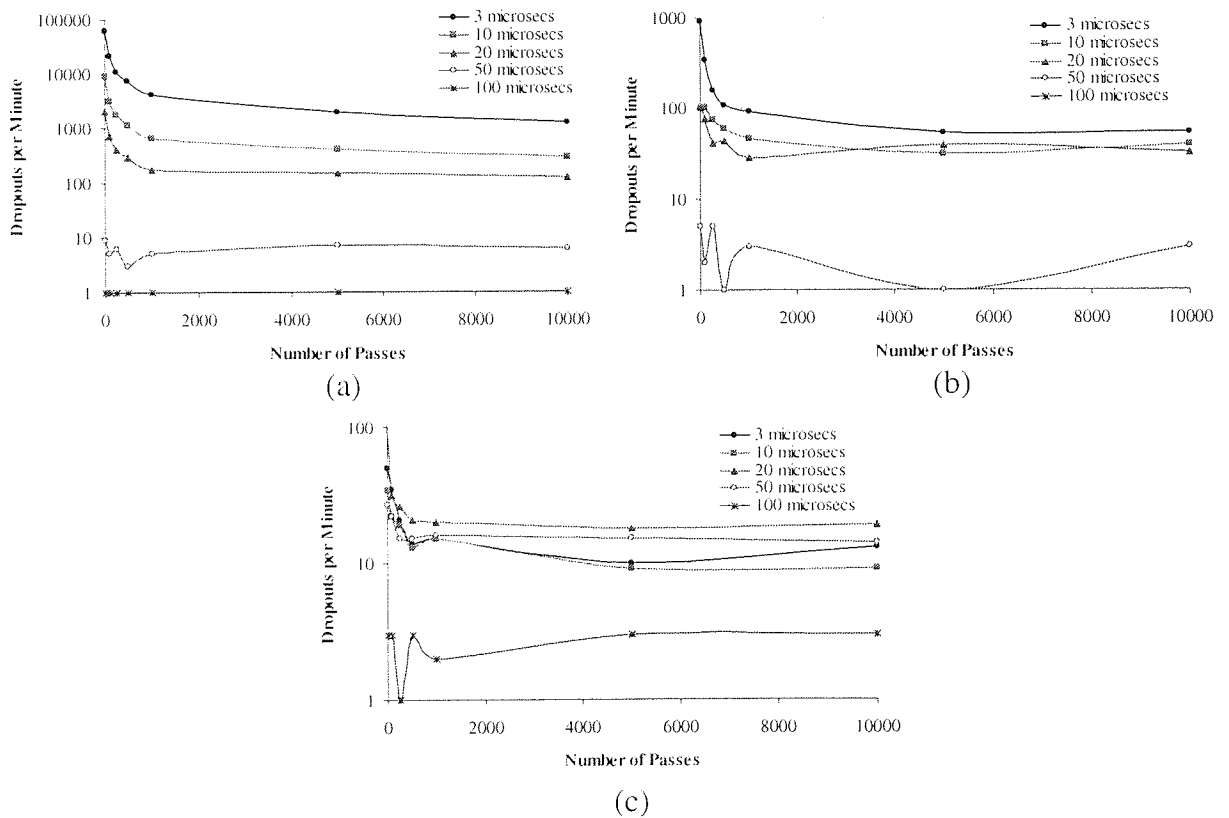 100000
10000
1000
100
10
1
Dropouts per Minute
3 microsecs
10 microsecs
20 microsecs
50 microsecs
100 microsecs
0 2000 4000 6000 8000 10000
Number of Passes
(a)
1000
100
10
1
Dropouts per Minute
3 microsecs
10 microsecs
20 microsecs
50 microsecs
100 microsecs
0 2000 4000 6000 8000 10000
Number of Passes
(b)
100
10
1
Dropouts per Minute
3 microsecs
10 microsecs
20 microsecs
50 microsecs
100 microsecs
0 2000 4000 6000 8000 10000
Number of Passes
(c)